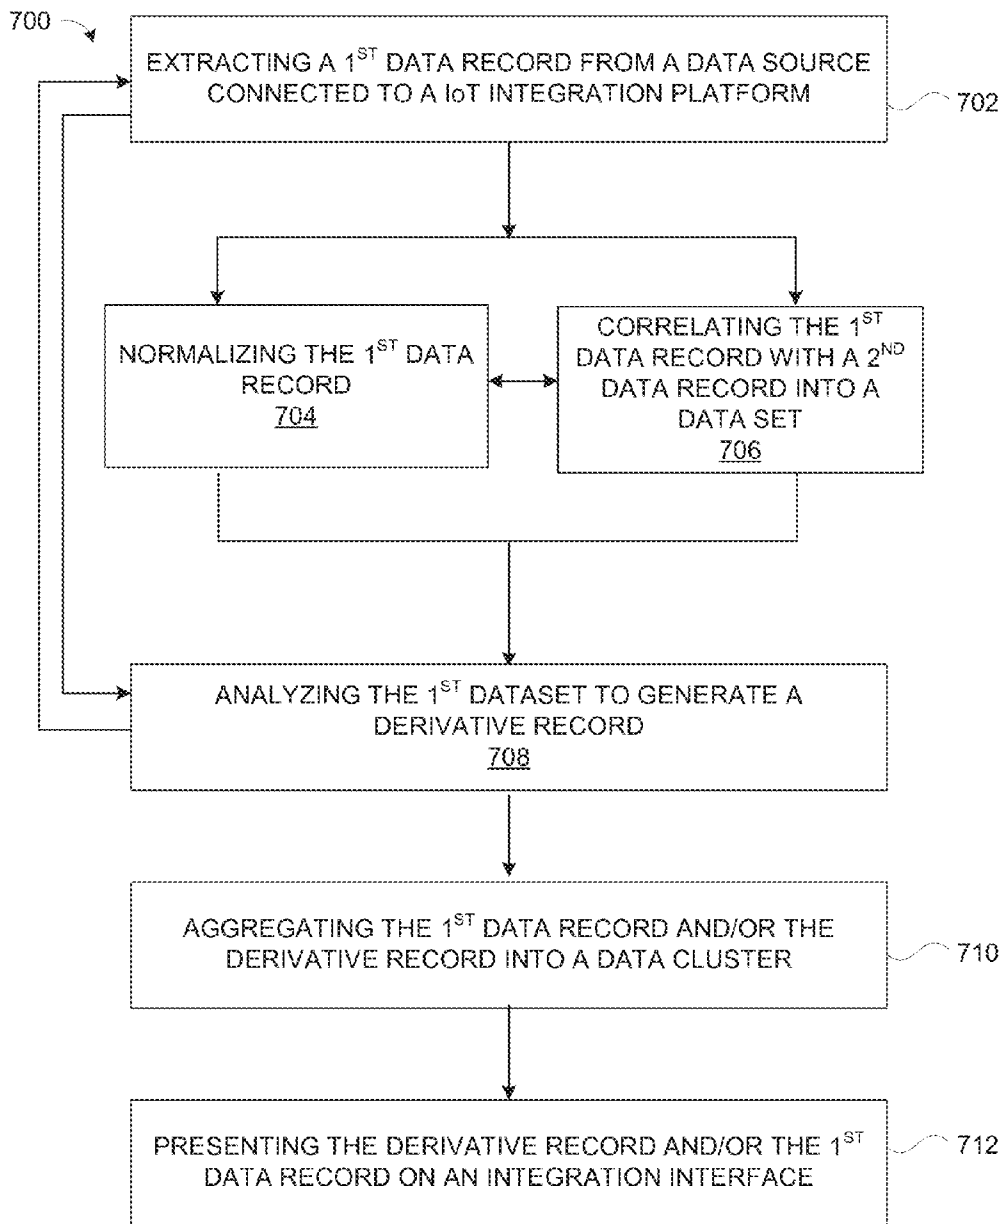 700
EXTRACTING A 1ST DATA RECORD FROM A DATA SOURCE
CONNECTED TO A IoT INTEGRATION PLATFORM
702
NORMALIZING THE 1ST DATA
RECORD
704
CORRELATING THE 1ST
DATA RECORD WITH A 2ND
DATA RECORD INTO A
DATA SET
706
ANALYZING THE 1ST DATASET TO GENERATE A
DERIVATIVE RECORD
708
AGGREGATING THE 1ST DATA RECORD AND/OR THE
DERIVATIVE RECORD INTO A DATA CLUSTER
710
PRESENTING THE DERIVATIVE RECORD AND/OR THE 1ST
DATA RECORD ON AN INTEGRATION INTERFACE
712